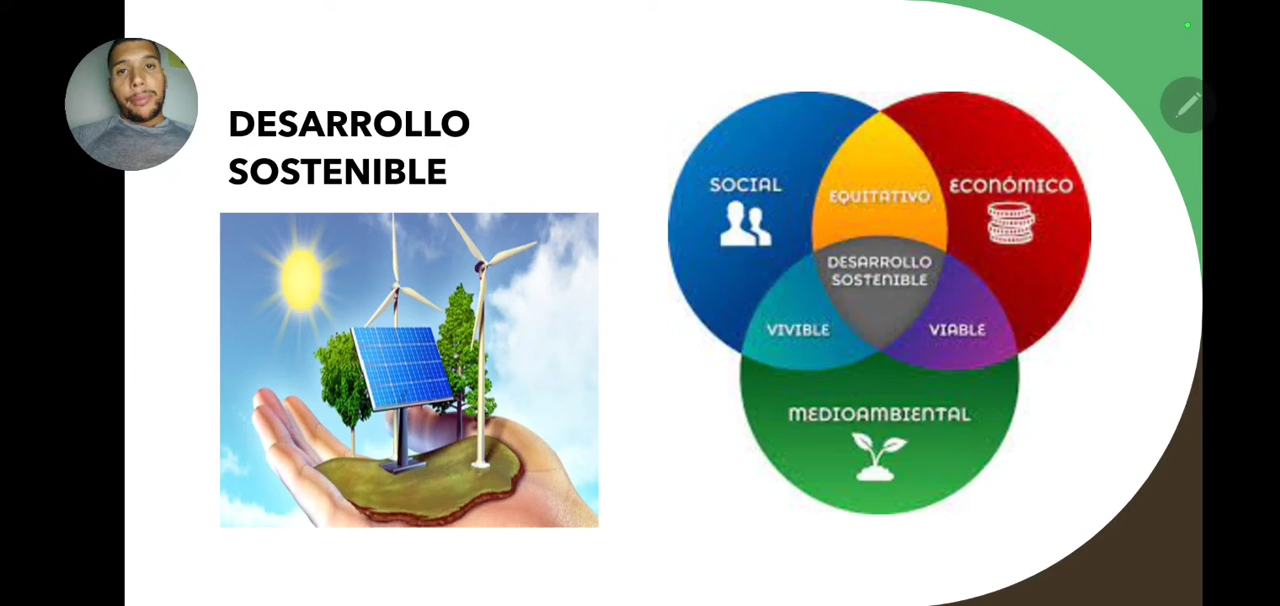 DESARROLLO
SOSTENIBLE
SOCIAL
EQUITATIVO
ECONÓMICO
DESARROLLO
SOSTENIBLE
VIVIBLE
VIABLE
MEDIOAMBIENTAL